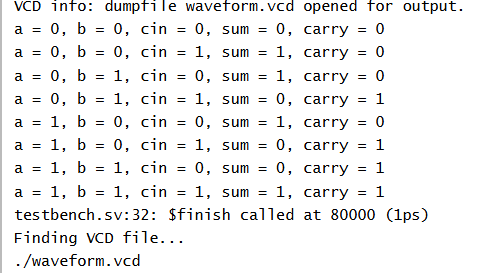 VCD info: dumpfile waveform.vcd opened for output.
a = 0, b = 0, cin = 0, sum = 0, carry = 0
a = 0, b = 0, cin = 1, sum = 1, carry = 0
a = 0, b = 1, cin = 0, sum = 1, carry = 0
a = 0, b = 1, cin = 1, sum = 0, carry = 1
a = 1, b = 0, cin = 0, sum = 1, carry = 0
a = 1, b = 0, cin = 1, sum = 0, carry = 1
a = 1, b = 1, cin = 0, sum = 0, carry = 1
a = 1, b = 1, cin = 1, sum = 1, carry = 1
testbench.sv:32: $finish called at 80000 (1ps)
Finding VCD file...
./waveform.vcd